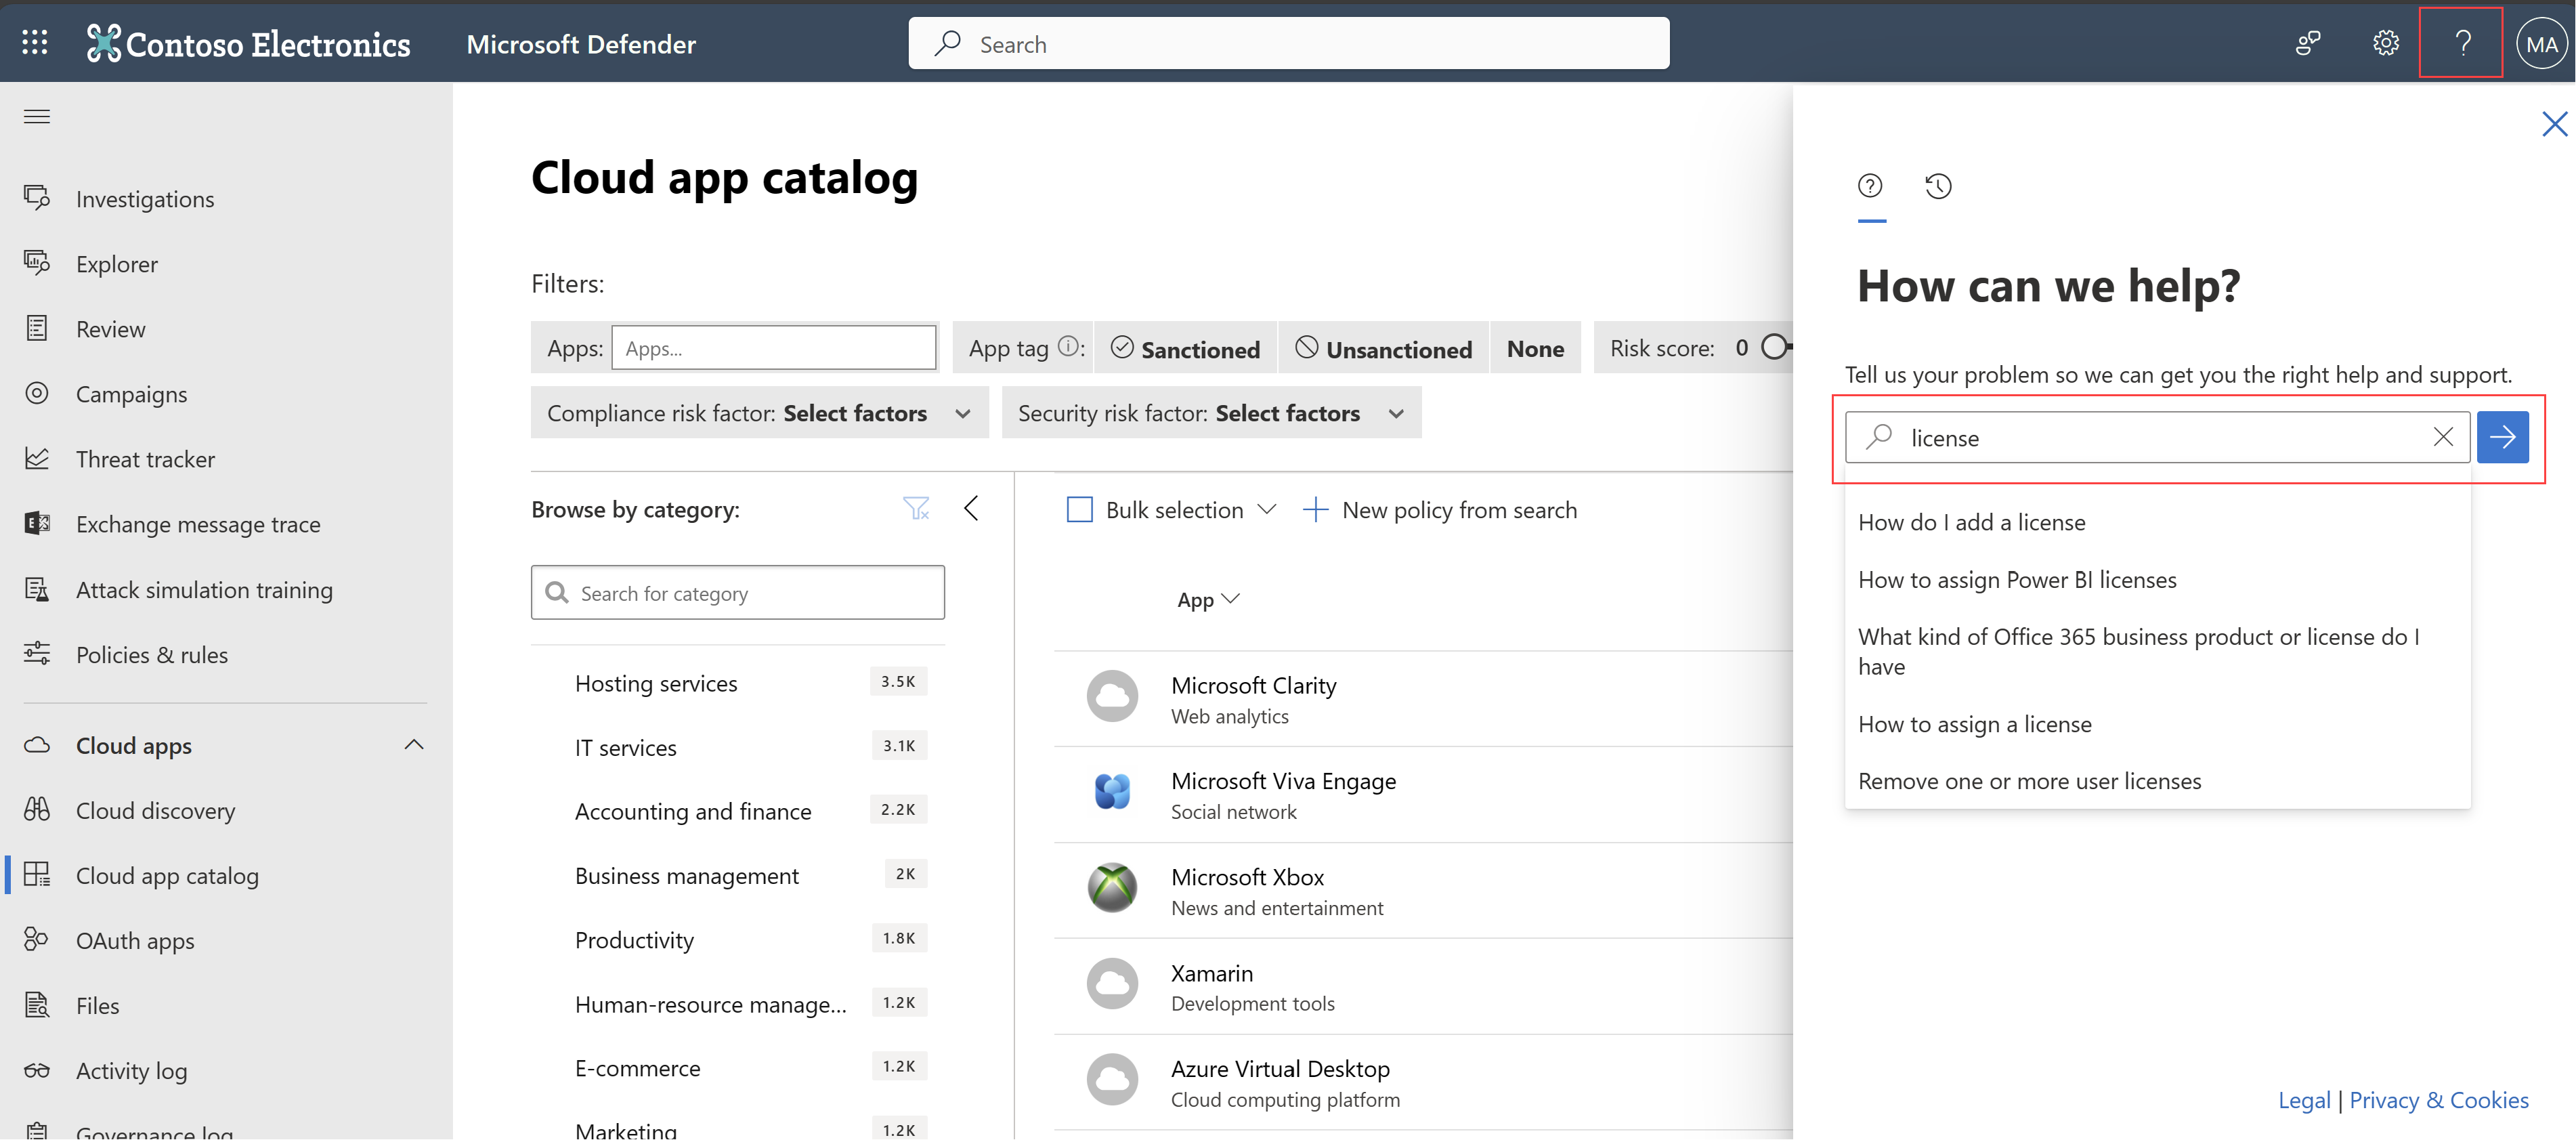 Contoso Electronics
Microsoft Defender
Search
?
MA
Investigations
Explorer
Review
Campaigns
Threat tracker
Exchange message trace
Attack simulation training
Policies & rules
Cloud apps
Cloud discovery
Cloud app catalog
OAuth apps
Files
Activity log
Governance log
Cloud app catalog
Filters:
Apps: Apps...
App tag : Sanctioned Unsanctioned None
Risk score: 0
Compliance risk factor: Select factors
Security risk factor: Select factors
Browse by category:
Search for category
Hosting services 3.5K
IT services 3.1K
Accounting and finance 2.2K
Business management 2K
Productivity 1.8K
Human-resource manage... 1.2K
E-commerce 1.2K
Marketing 1.2K
Bulk selection
New policy from search
App
Microsoft Clarity
Web analytics
Microsoft Viva Engage
Social network
Microsoft Xbox
News and entertainment
Xamarin
Development tools
Azure Virtual Desktop
Cloud computing platform
How can we help?
Tell us your problem so we can get you the right help and support.
license
How do I add a license
How to assign Power BI licenses
What kind of Office 365 business product or license do I
have
How to assign a license
Remove one or more user licenses
Legal | Privacy & Cookies